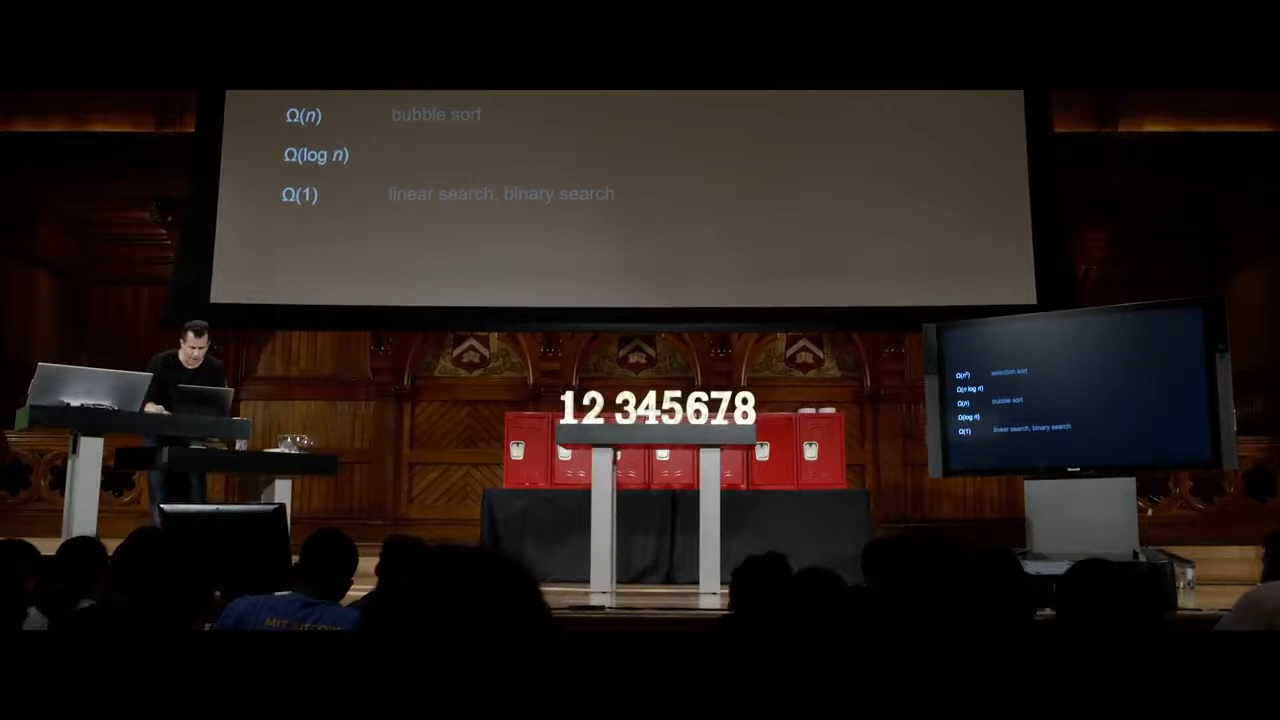 Ω(n) bubble sort
Ω(log n)
Ω(1) linear search, binary search
12 345678
Ω(n²) selection sort
Ω(n log n)
Ω(n) bubble sort
Ω(log n)
Ω(1) linear search, binary search
MIT